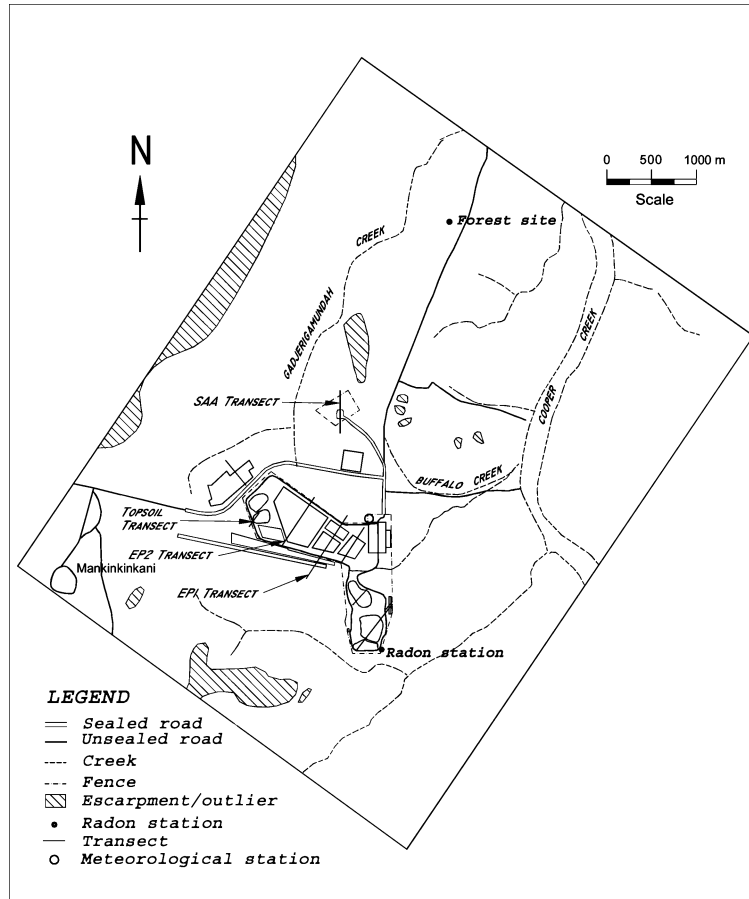 N
0 500 1000 m
Scale
Forest site
CREEK
GADJERIGAMUNDAH
CREEK
COOPER
SAA TRANSECT
BUFFALO CREEK
TOPSOIL
TRANSECT
EP2 TRANSECT
Mankinkinkani
EP1 TRANSECT
Radon station
LEGEND
Sealed road
Unsealed road
Creek
Fence
Escarpment/outlier
Radon station
Transect
Meteorological station